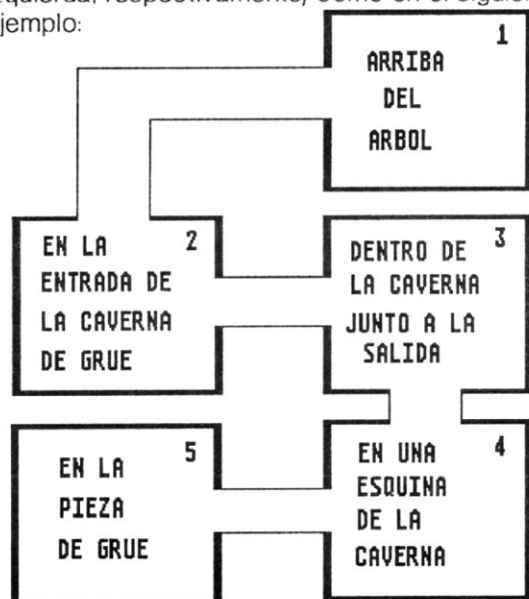 izquierda, respectivamente, como en el siguien
jemplo:
1
ARRIBA
DEL
ARBOL
2
EN LA
ENTRADA DE
LA CAVERNA
DE GRUE
3
DENTRO DE
LA CAVERNA
JUNTO A LA
SALIDA
5
EN LA
PIEZA
DE GRUE
4
EN UNA
ESQUINA
DE LA
CAVERNA